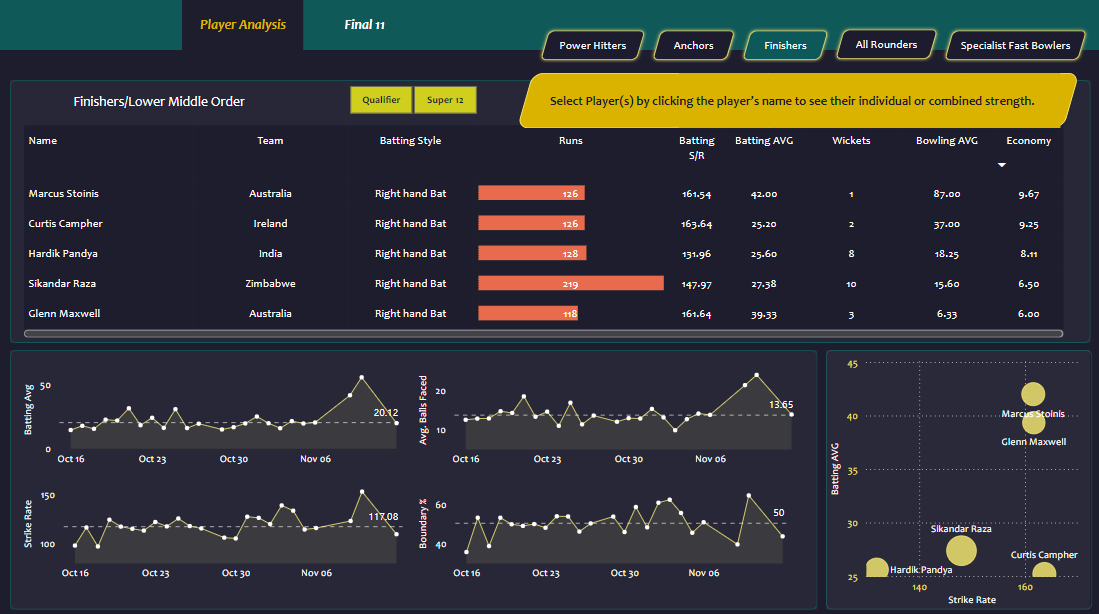 Player Analysis
Final 11
Power Hitters
Anchors
Finishers
All Rounders
Specialist Fast Bowlers
Finishers/Lower Middle Order
Qualifier
Super 12
Select Player(s) by clicking the player's name to see their individual or combined strength.
Name Team Batting Style Runs Batting S/R Batting AVG Wickets Bowling AVG Economy
Marcus Stoinis Australia Right hand Bat 126 161.54 42.00 1 87.00 9.67
Curtis Campher Ireland Right hand Bat 126 163.64 25.20 2 37.00 9.25
Hardik Pandya India Right hand Bat 128 131.96 25.60 8 18.25 8.11
Sikandar Raza Zimbabwe Right hand Bat 219 147.97 27.38 10 15.60 6.50
Glenn Maxwell Australia Right hand Bat 118 161.64 39.33 3 6.33 6.00
Batting Avg
50
0
20.12
Oct 16 Oct 23 Oct 30 Nov 06
Avg. Balls Faced
20
10
13.65
Oct 16 Oct 23 Oct 30 Nov 06
Strike Rate
150
100
117.08
Oct 16 Oct 23 Oct 30 Nov 06
Boundary %
60
40
50
Oct 16 Oct 23 Oct 30 Nov 06
Batting AVG
45
40
35
30
25
Marcus Stoinis
Glenn Maxwell
Sikandar Raza
Curtis Campher
Hardik Pandya
140 160
Strike Rate